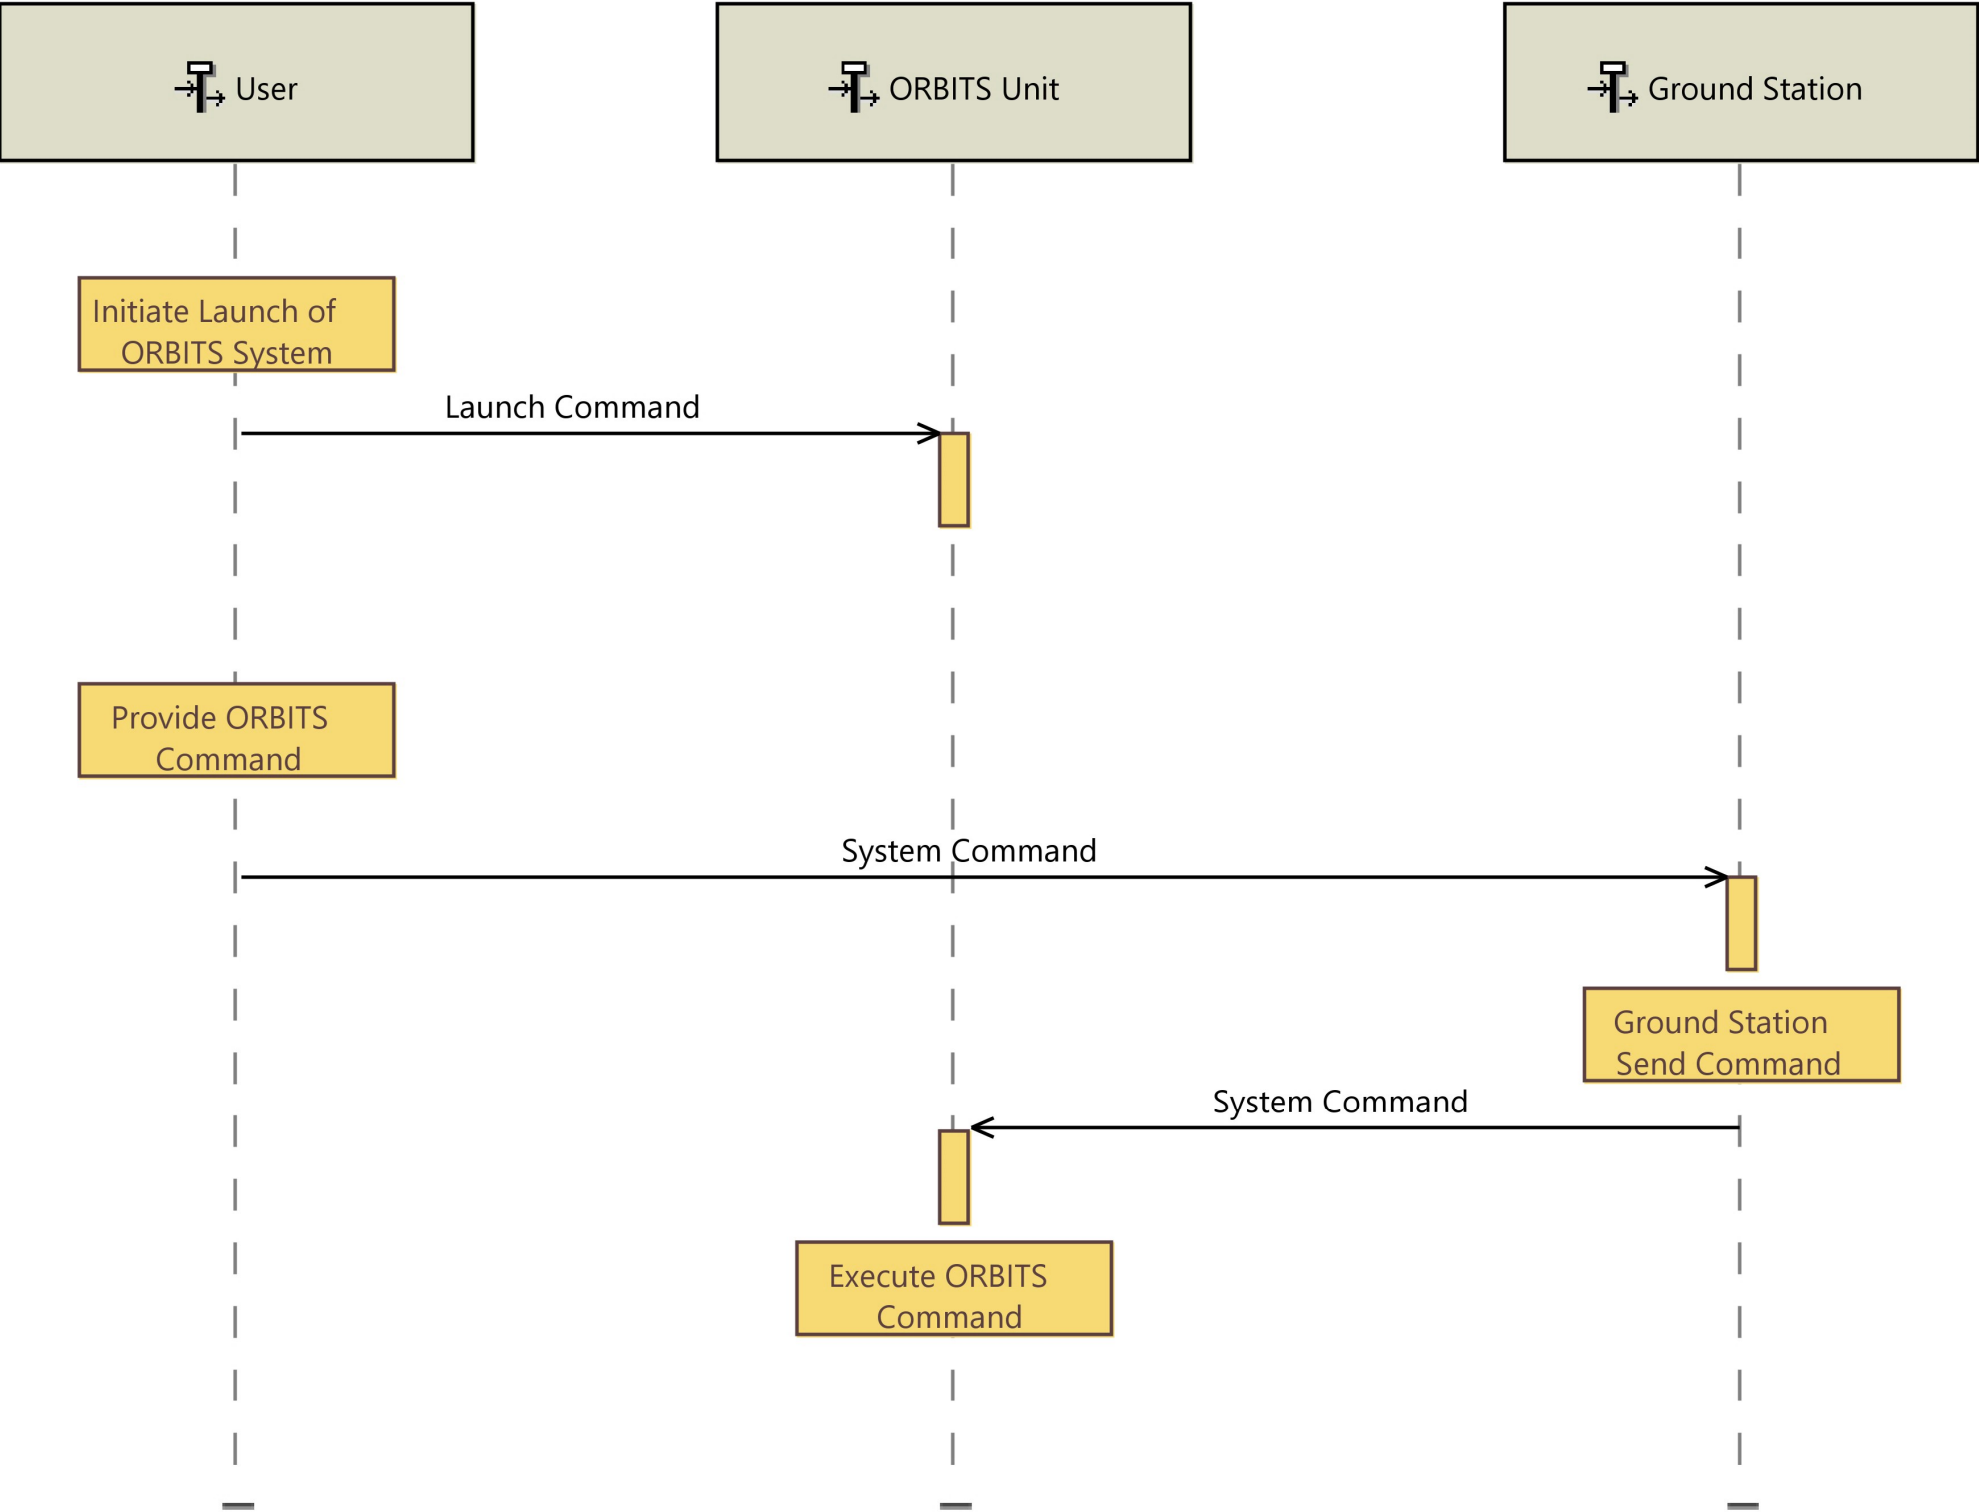 User
ORBITS Unit
Ground Station
Initiate Launch of
ORBITS System
Launch Command
Provide ORBITS
Command
System Command
Ground Station
Send Command
System Command
Execute ORBITS
Command